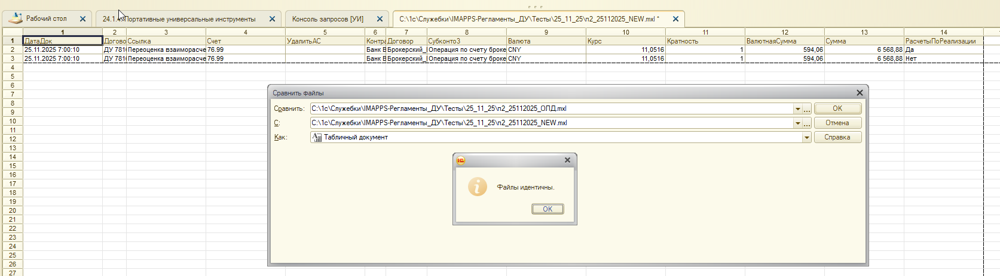 Рабочий стол
24.1. Портативные универсальные инструменты
Консоль запросов [УИ]
C:\1c\Служебки\IMAPPS-Регламенты_ДУ\Тесты\25_11_25\п2_25112025_NEW.mxl *
1 2 3 4 5 6 7 8 9 10 11 12 13 14
1 ДатаДок Догово Ссылка Счет УдалитьАС Контра Договор Субконто3 Валюта Курс Кратность ВалютнаяСумма Сумма РасчетыПоРеализации
2 25.11.2025 7:00:10 ДУ 781 Переоценка взаиморасче 76.99 Банк В Брокерский_ Операция по счету броке CNY 11,0516 1 594,06 6 568,88 Да
3 25.11.2025 7:00:10 ДУ 781 Переоценка взаиморасче 76.99 Банк В Брокерский_ Операция по счету броке CNY 11,0516 1 594,06 6 568,88 Нет
4
5
6
7
8
9
10
11
12
13
14
15
16
17
18
19
20
21
22
23
24
25
26
27
Сравнить файлы
Сравнить: C:\1c\Служебки\IMAPPS-Регламенты_ДУ\Тесты\25_11_25\п2_25112025_ОЛД.mxl ... OK
С: C:\1c\Служебки\IMAPPS-Регламенты_ДУ\Тесты\25_11_25\п2_25112025_NEW.mxl ... Отмена
Как: Табличный документ Справка
1С
Файлы идентичны.
OK